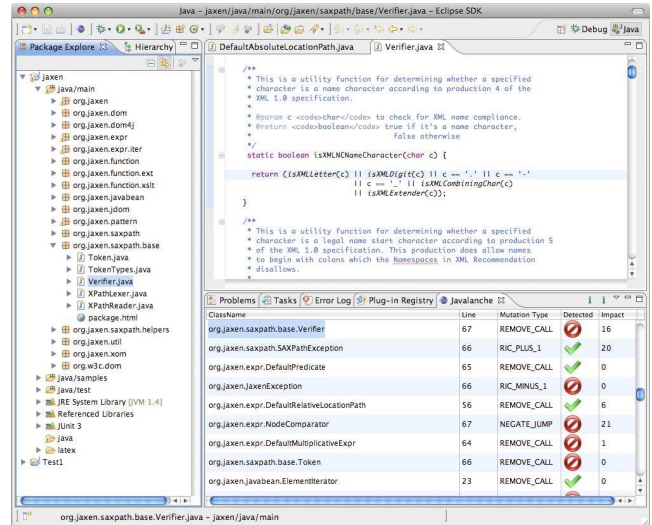 Java – jaxen/java/main/org/jaxen/saxpath/base/Verifier.java – Eclipse SDK
Debug Java
Package Explore Hierarchy
jaxen
java/main
org.jaxen
org.jaxen.dom
org.jaxen.dom4j
org.jaxen.expr
org.jaxen.expr.iter
org.jaxen.function
org.jaxen.function.ext
org.jaxen.function.xslt
org.jaxen.javabean
org.jaxen.jdom
org.jaxen.pattern
org.jaxen.saxpath
org.jaxen.saxpath.base
Token.java
TokenTypes.java
Verifier.java
XPathLexer.java
XPathReader.java
package.html
org.jaxen.saxpath.helpers
org.jaxen.util
org.jaxen.xom
org.w3c.dom
java/samples
java/test
JRE System Library [JVM 1.4]
Referenced Libraries
JUnit 3
java
latex
Test1
DefaultAbsoluteLocationPath.java Verifier.java
/**
* This is a utility function for determining whether a specified
* character is a name character according to production 4 of the
* XML 1.0 specification.
*
* @param c <code>char</code> to check for XML name compliance.
* @return <code>boolean</code> true if it's a name character,
* false otherwise
*/
static boolean isXMLNCNameCharacter(char c) {
return (isXMLLetter(c) || isXMLDigit(c) || c == '.' || c == '-'
|| c == '_' || isXMLCombiningChar(c)
|| isXMLExtender(c));
}
/**
* This is a utility function for determining whether a specified
* character is a legal name start character according to production 5
* of the XML 1.0 specification. This production does allow names
* to begin with colons which the Namespaces in XML Recommendation
* disallows.
*
Problems Tasks Error Log Plug-in Registry Javalanche
ClassName Line Mutation Type Detected Impact
org.jaxen.saxpath.base.Verifier 67 REMOVE_CALL 16
org.jaxen.saxpath.SAXPathException 66 RIC_PLUS_1 20
org.jaxen.expr.DefaultPredicate 65 REMOVE_CALL 0
org.jaxen.JaxenException 66 RIC_MINUS_1 0
org.jaxen.expr.DefaultRelativeLocationPath 56 REMOVE_CALL 6
org.jaxen.expr.NodeComparator 67 NEGATE_JUMP 21
org.jaxen.expr.DefaultMultiplicativeExpr 64 REMOVE_CALL 1
org.jaxen.saxpath.base.Token 66 REMOVE_CALL 0
org.jaxen.javabean.ElementIterator 23 REMOVE_CALL 0
org.jaxen.saxpath.base.Verifier.java – jaxen/java/main